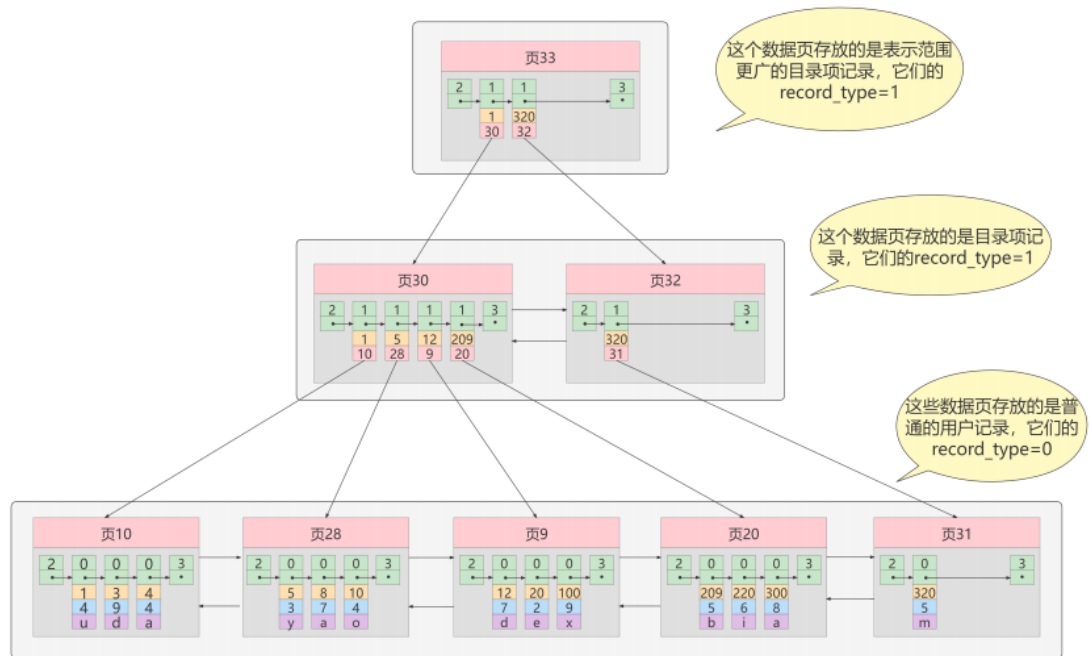 页33
这个数据页存放的是表示范围
更广的目录项记录，它们的
record_type=1
2 1 1 3
1 320
30 32
这个数据页存放的是目录项记
录，它们的record_type=1
页30
2 1 1 1 1 3
1 5 12 209
10 28 9 20
页32
2 1 3
320
31
这些数据页存放的是普
通的用户记录，它们的
record_type=0
页10
2 0 0 0 3
1 3 4
4 9 4
u d a
页28
2 0 0 0 3
5 8 10
3 7 4
y a o
页9
2 0 0 0 3
12 20 100
7 2 9
d e x
页20
2 0 0 0 3
209 220 300
5 6 8
b i a
页31
2 0 3
320
5
m